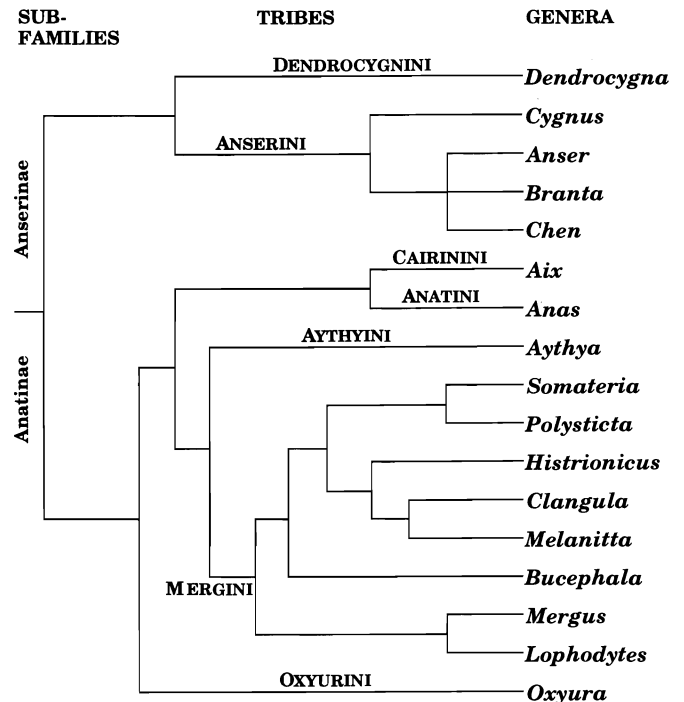 SUB-
FAMILIES
TRIBES
GENERA
DENDROCYGNINI
Dendrocygna
Cygnus
ANSERINI
Anser
Branta
Chen
Anserinae
CAIRININI
Aix
ANATINI
Anas
AYTHYINI
Aythya
Anatinae
Somateria
Polysticta
Histrionicus
Clangula
Melanitta
Bucephala
MERGINI
Mergus
Lophodytes
OXYURINI
Oxyura